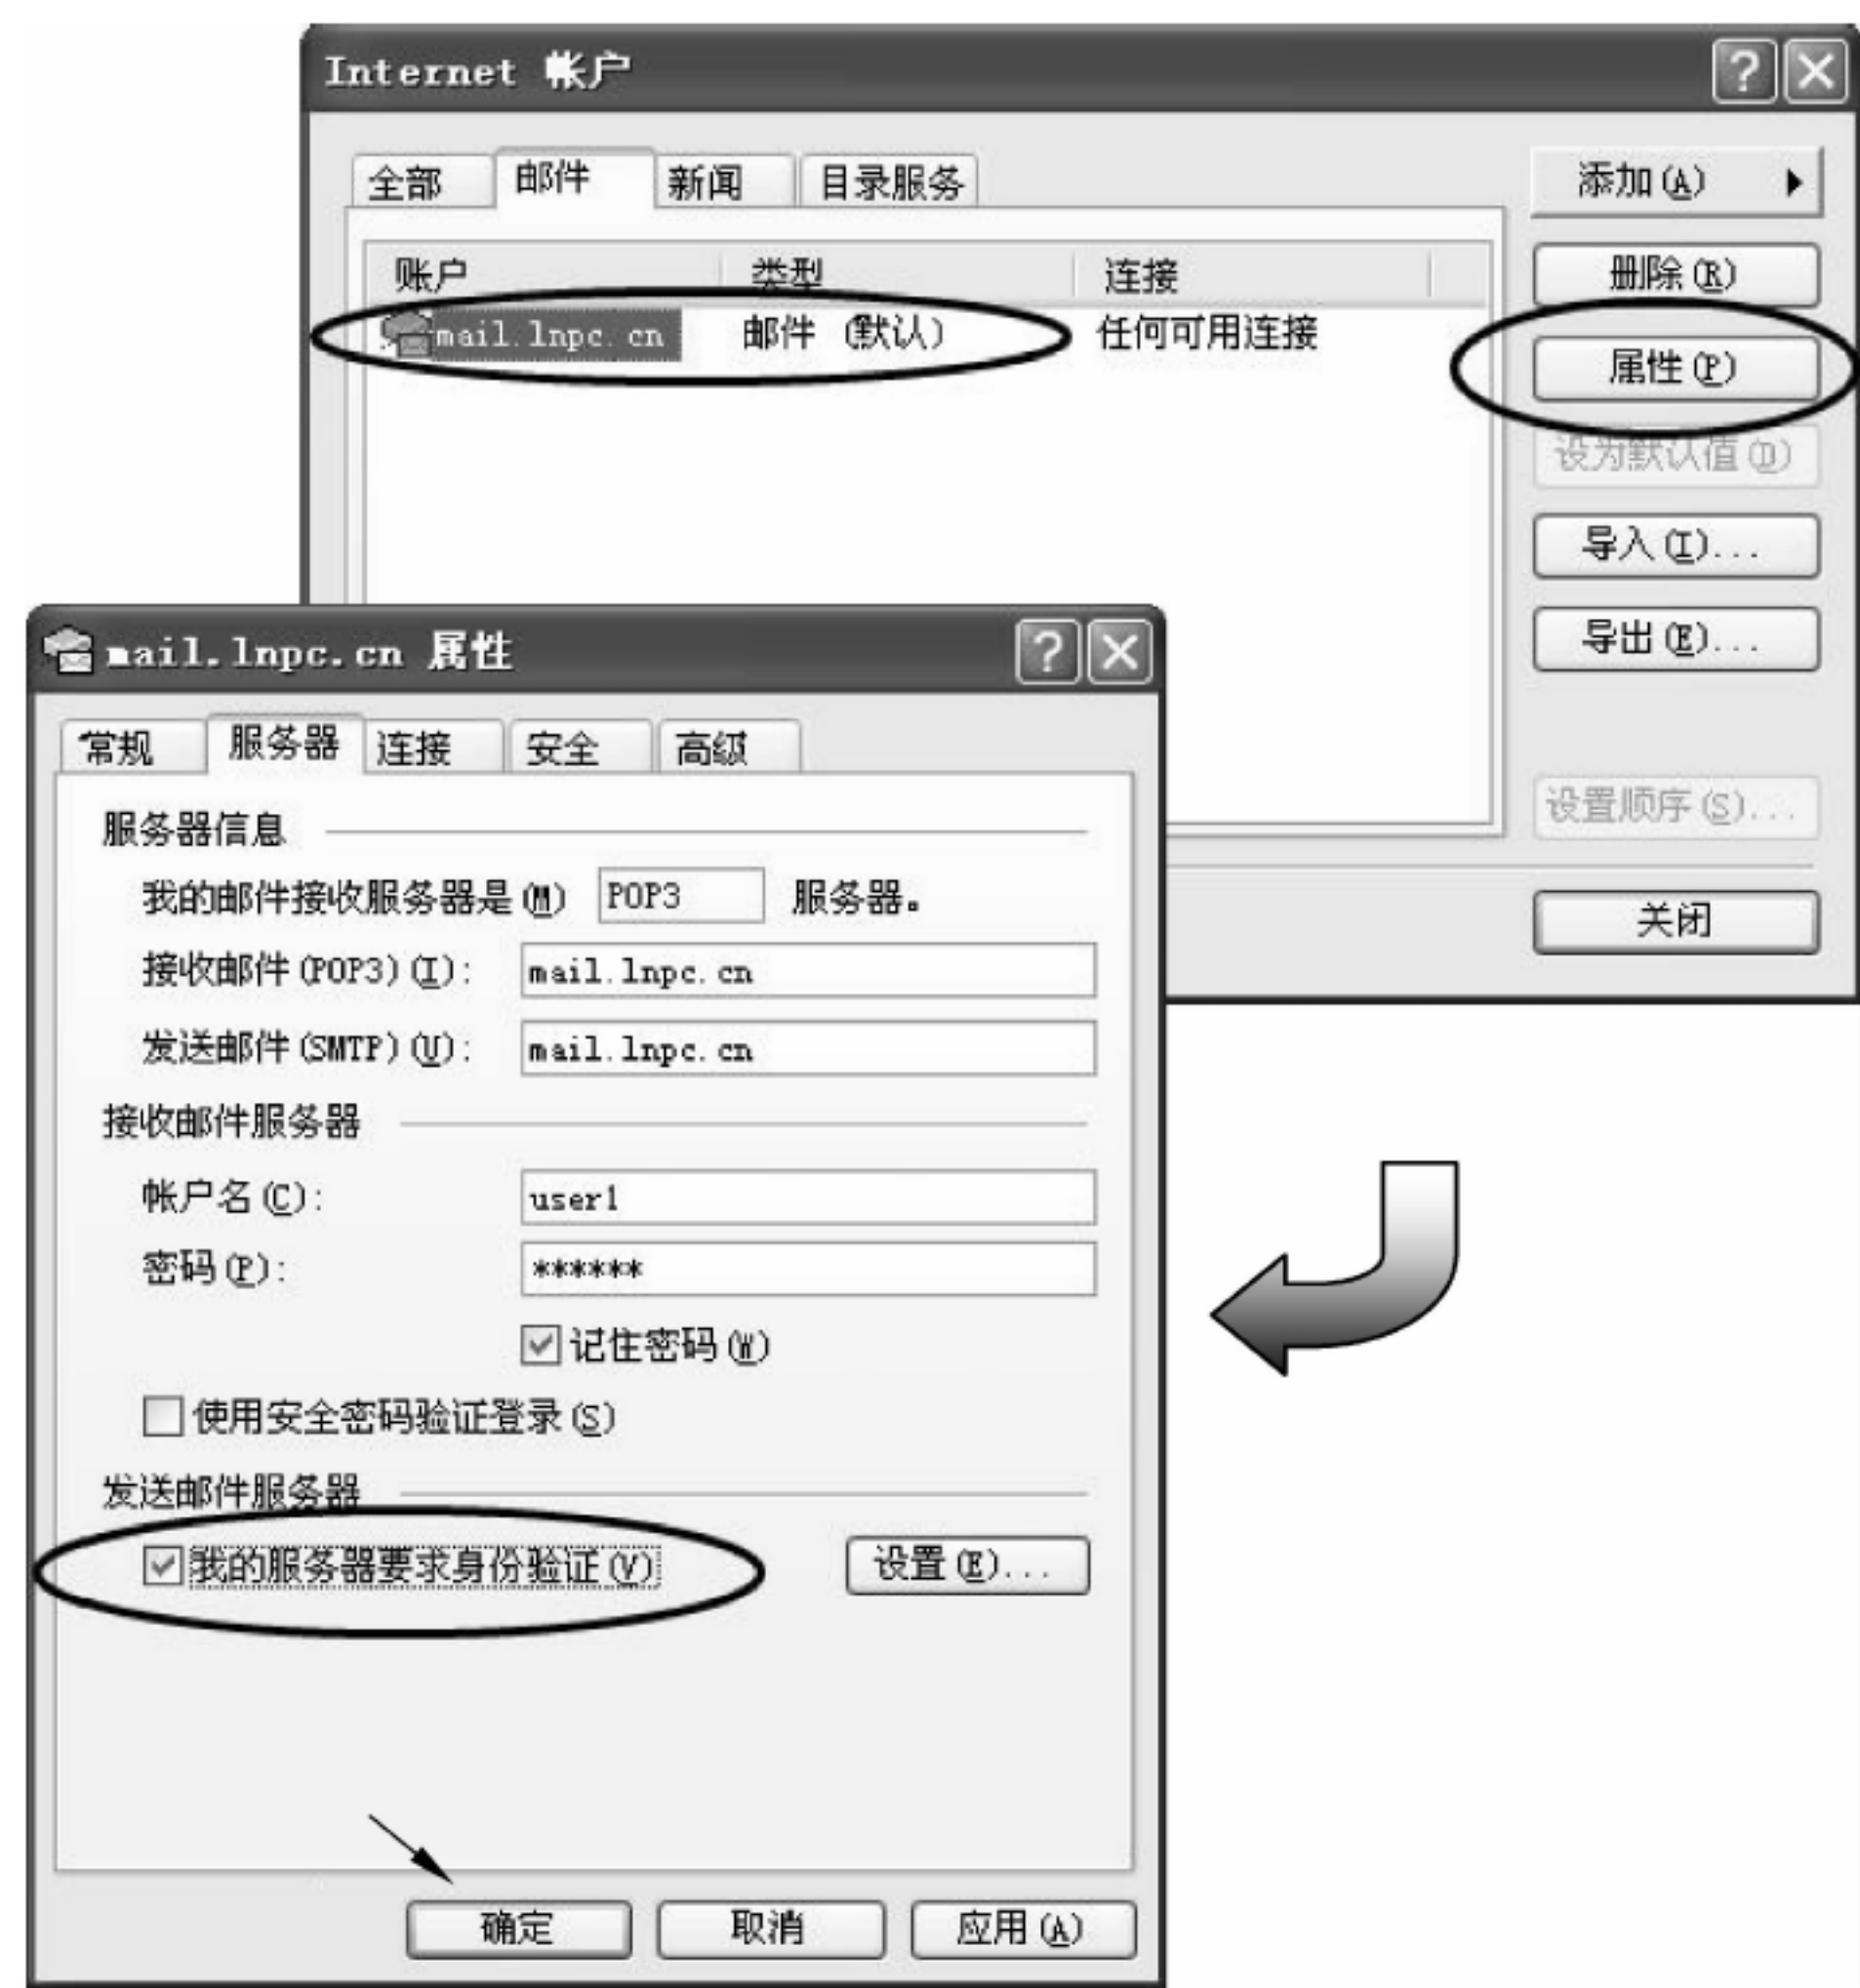 Internet 帐户
全部 邮件 新闻 目录服务
添加(A)
账户 类型 连接
删除(R)
mail.lnpc.cn 邮件 (默认) 任何可用连接
属性(P)
设为默认值(D)
导入(I)...
导出(E)...
设置顺序(S)...
关闭
mail.lnpc.cn 属性
常规 服务器 连接 安全 高级
服务器信息
我的邮件接收服务器是(M) POP3 服务器。
接收邮件(POP3)(I): mail.lnpc.cn
发送邮件(SMTP)(U): mail.lnpc.cn
接收邮件服务器
帐户名(C): user1
密码(P): ******
记住密码(W)
使用安全密码验证登录(S)
发送邮件服务器
我的服务器要求身份验证(V) 设置(E)...
确定 取消 应用(A)